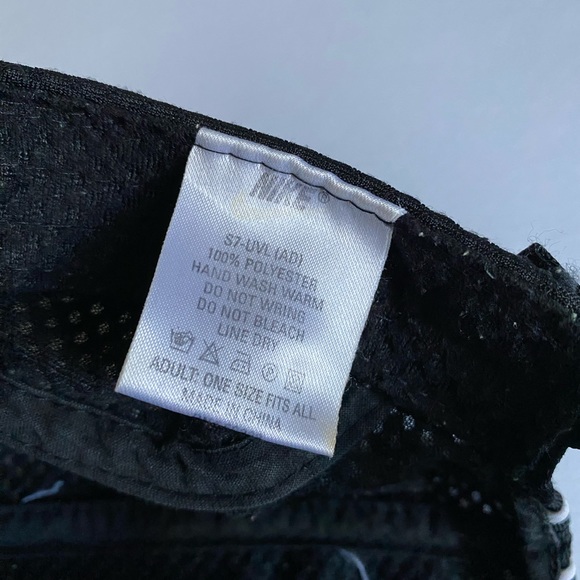 NIKE®
S7-UVL (AD)
100% POLYESTER
HAND WASH WARM
DO NOT WRING
DO NOT BLEACH
LINE DRY
ADULT: ONE SIZE FITS ALL
MADE IN CHINA